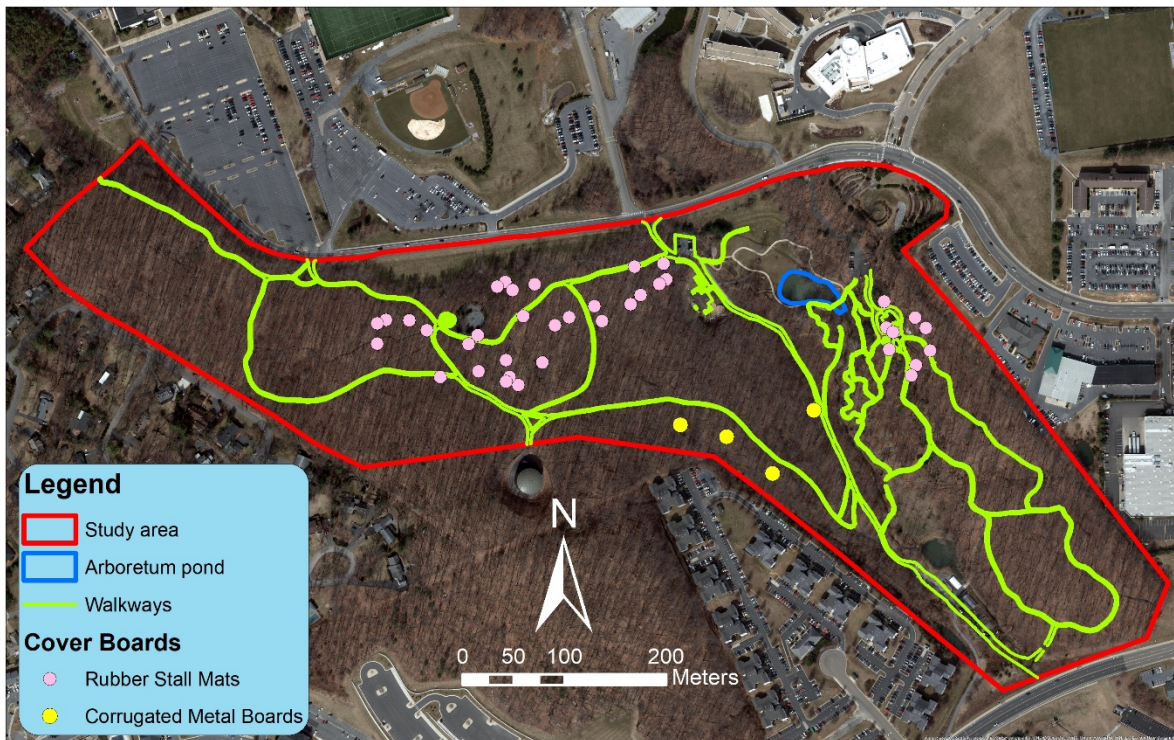 Legend
Study area
Arboretum pond
Walkways
Cover Boards
Rubber Stall Mats
Corrugated Metal Boards
N
0 50 100 200
Meters